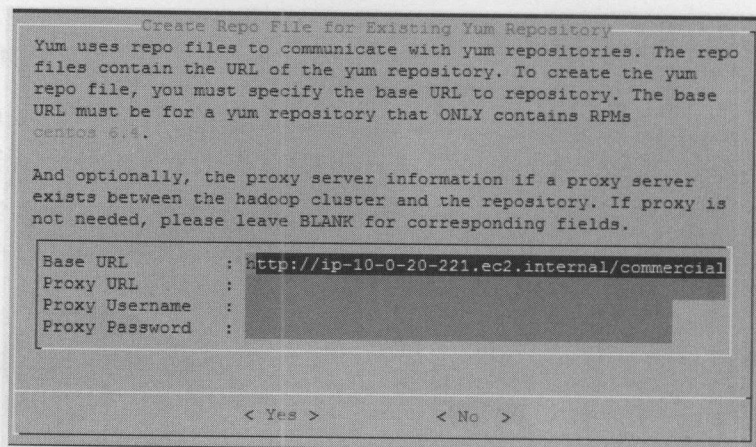 Create Repo File for Existing Yum Repository
Yum uses repo files to communicate with yum repositories. The repo
files contain the URL of the yum repository. To create the yum
repo file, you must specify the base URL to repository. The base
URL must be for a yum repository that ONLY contains RPMs
centos 6.4.
And optionally, the proxy server information if a proxy server
exists between the hadoop cluster and the repository. If proxy is
not needed, please leave BLANK for corresponding fields.
Base URL : http://ip-10-0-20-221.ec2.internal/commercial
Proxy URL :
Proxy Username :
Proxy Password :
< Yes > < No >